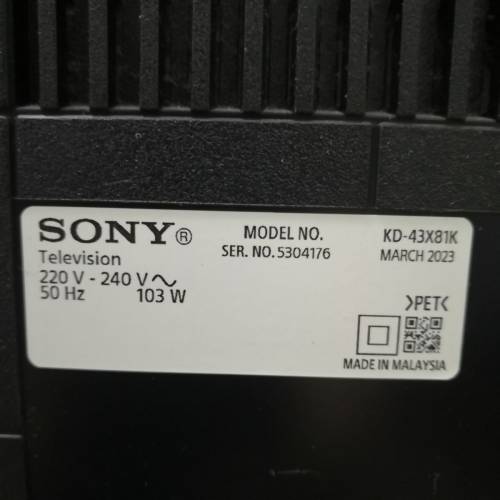 SONY®
Television
220 V - 240 V～
50 Hz 103 W
MODEL NO. KD-43X81K
SER. NO. 5304176 MARCH 2023
>PET<
MADE IN MALAYSIA